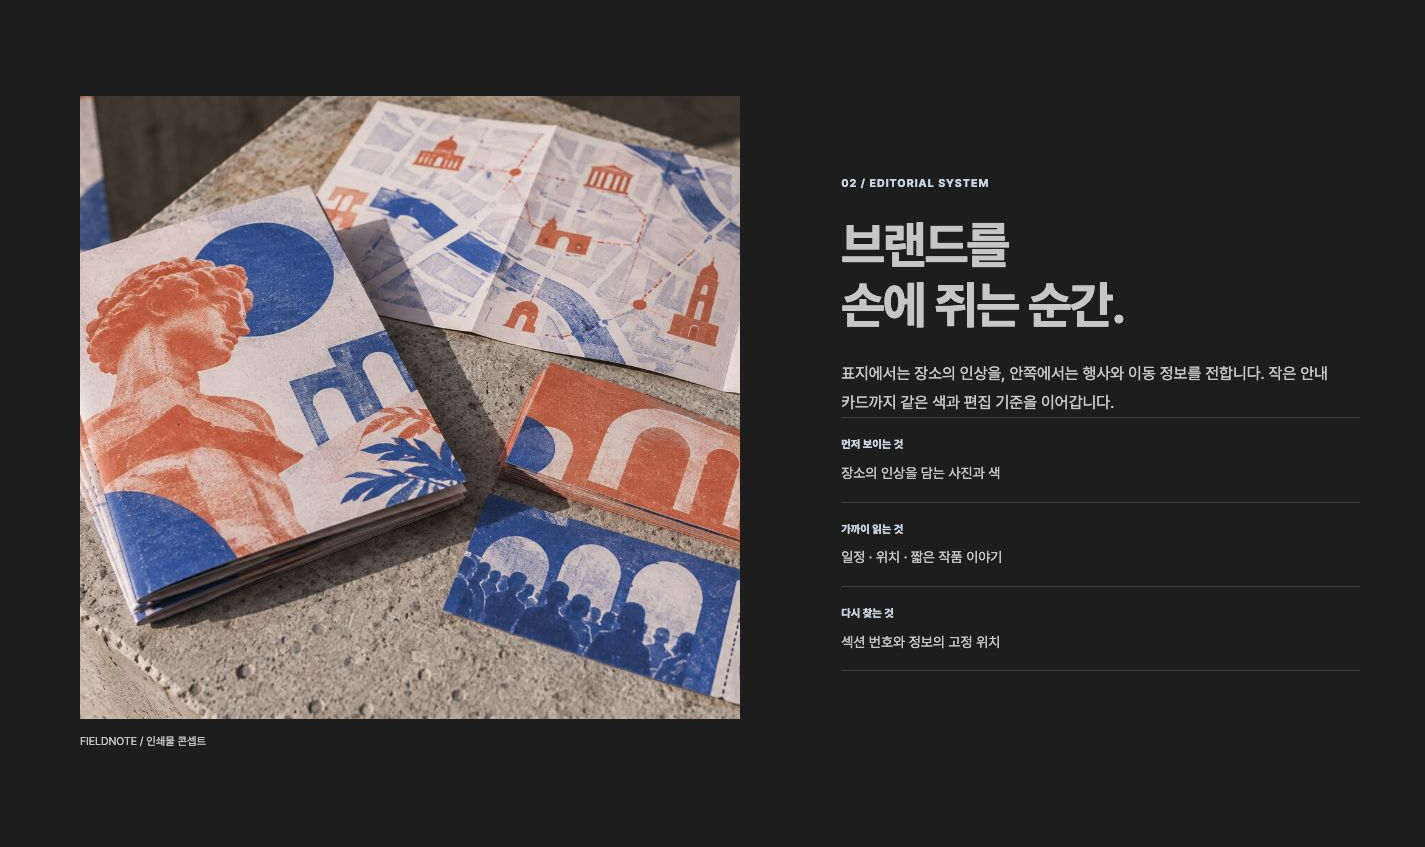 02 / EDITORIAL SYSTEM
브랜드를
손에 쥐는 순간.
표지에서는 장소의 인상을, 안쪽에서는 행사와 이동 정보를 전합니다. 작은 안내
카드까지 같은 색과 편집 기준을 이어갑니다.
먼저 보이는 것
장소의 인상을 담는 사진과 색
가까이 읽는 것
일정 · 위치 · 짧은 작품 이야기
다시 찾는 것
섹션 번호와 정보의 고정 위치
FIELDNOTE / 인쇄물 콘셉트